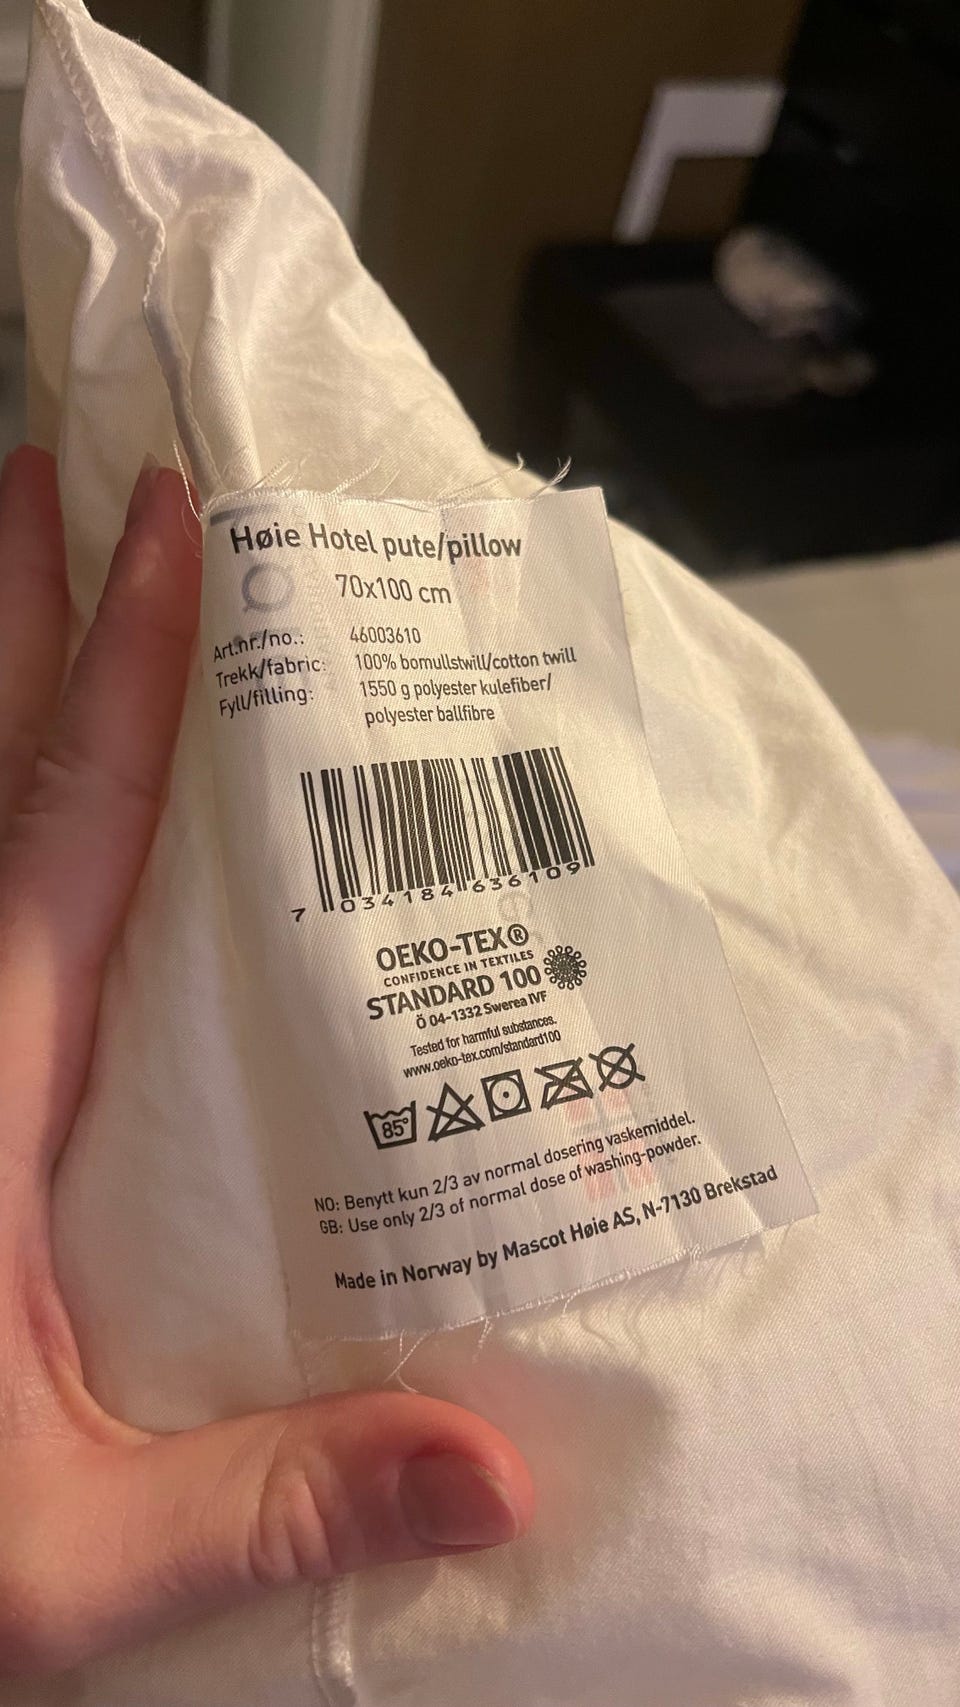 Høie Hotel pute/pillow
70x100 cm
Art.nr./no.: 46003610
Trekk/fabric: 100% bomullstwill/cotton twill
Fyll/filling: 1550 g polyester kulefiber/
polyester ballfibre
7 034184 636109
OEKO-TEX®
CONFIDENCE IN TEXTILES
STANDARD 100
Ö 04-1332 Swerea IVF
Tested for harmful substances.
www.oeko-tex.com/standard100
85°
NO: Benytt kun 2/3 av normal dosering vaskemiddel.
GB: Use only 2/3 of normal dose of washing-powder.
Made in Norway by Mascot Høie AS, N-7130 Brekstad